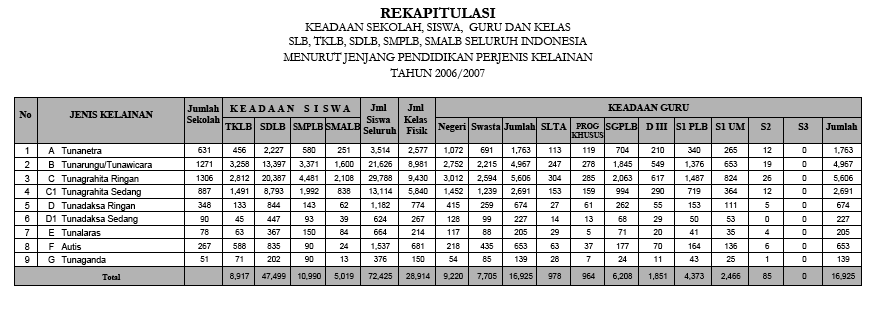 REKAPITULASI
KEADAAN SEKOLAH, SISWA, GURU DAN KELAS
SLB, TKLB, SDLB, SMPLB, SMALB SELURUH INDONESIA
MENURUT JENJANG PENDIDIKAN PERJENIS KELAINAN
TAHUN 2006/2007
No JENIS KELAINAN Jumlah Sekolah KEADAAN SISWA Jml Siswa Seluruh Jml Kelas Fisik KEADAAN GURU
TKLB SDLB SMPLB SMALB Negeri Swasta Jumlah SLTA PROG KHUSUS SGPLB D III S1 PLB S1 UM S2 S3 Jumlah
1 A Tunanetra 631 456 2,227 580 251 3,514 2,577 1,072 691 1,763 113 119 704 210 340 265 12 0 1,763
2 B Tunarungu/Tunawicara 1271 3,258 13,397 3,371 1,600 21,626 8,981 2,752 2,215 4,967 247 278 1,845 549 1,376 653 19 0 4,967
3 C Tunagrahita Ringan 1306 2,812 20,387 4,481 2,108 29,788 9,430 3,012 2,594 5,606 304 285 2,063 617 1,487 824 26 0 5,606
4 C1 Tunagrahita Sedang 887 1,491 8,793 1,992 838 13,114 5,840 1,452 1,239 2,691 153 159 994 290 719 364 12 0 2,691
5 D Tunadaksa Ringan 348 133 844 143 62 1,182 774 415 259 674 27 61 262 55 153 111 5 0 674
6 D1 Tunadaksa Sedang 90 45 447 93 39 624 267 128 99 227 14 13 68 29 50 53 0 0 227
7 E Tunalaras 78 63 367 150 84 664 214 117 88 205 29 5 71 20 41 35 4 0 205
8 F Autis 267 588 835 90 24 1,537 681 218 435 653 63 37 177 70 164 136 6 0 653
9 G Tunaganda 51 71 202 90 13 376 150 54 85 139 28 7 24 11 43 25 1 0 139
Total 8,917 47,499 10,990 5,019 72,425 28,914 9,220 7,705 16,925 978 964 6,208 1,851 4,373 2,466 85 0 16,925